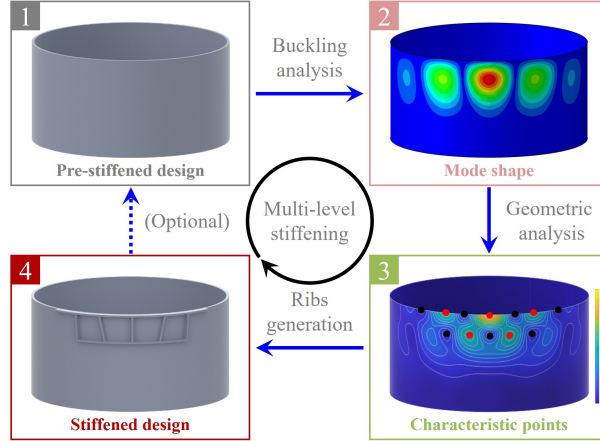 1
Pre-stiffened design
Buckling
analysis
2
Mode shape
(Optional)
Multi-level
stiffening
Geometric
analysis
4
Stiffened design
Ribs
generation
3
Characteristic points